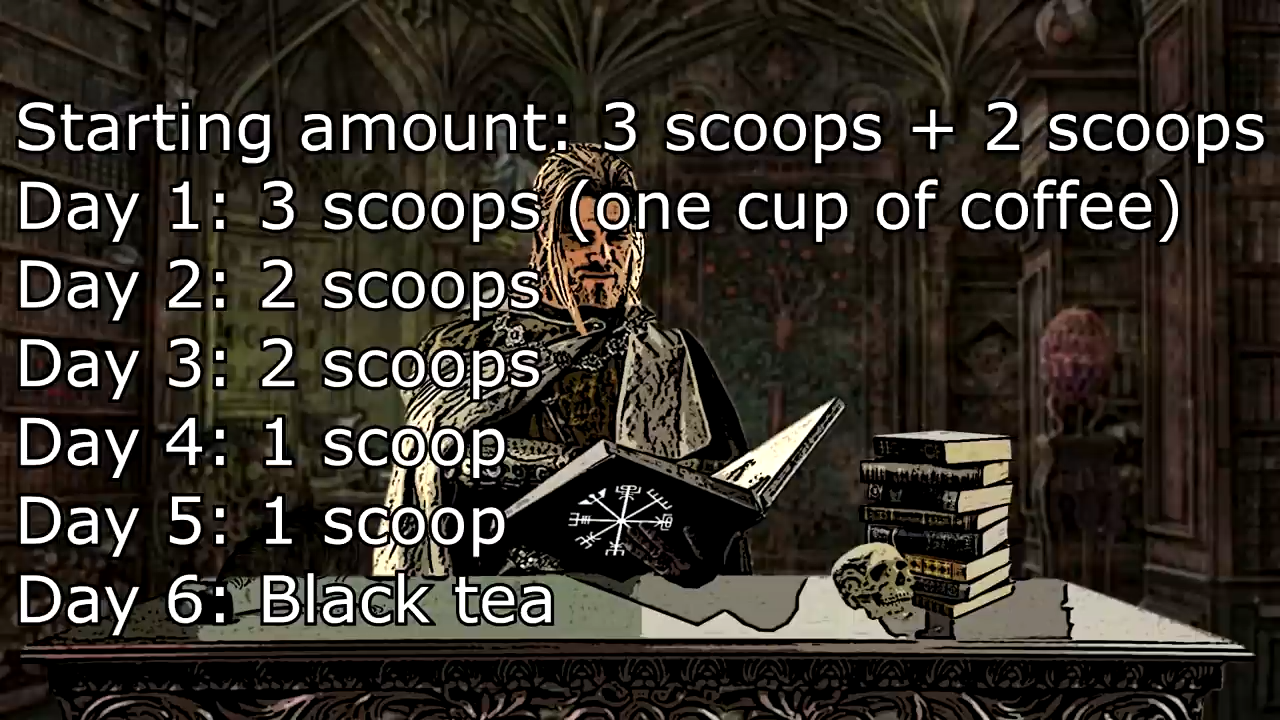 Starting amount: 3 scoops + 2 scoops
Day 1: 3 scoops (one cup of coffee)
Day 2: 2 scoops
Day 3: 2 scoops
Day 4: 1 scoop
Day 5: 1 scoop
Day 6: Black tea